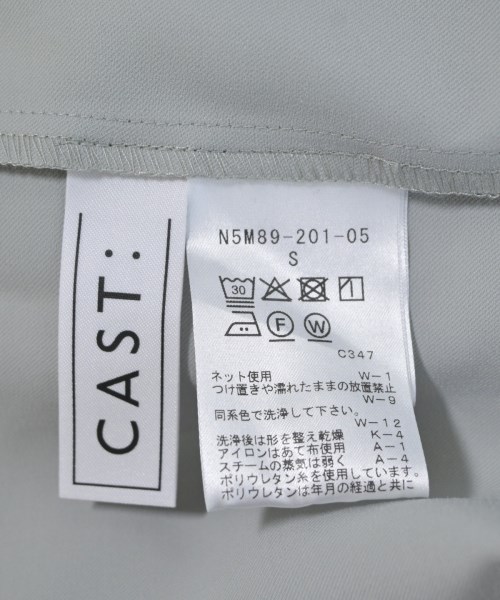 CAST:
N5M89-201-05
S
30
F W
C347
ネット使用 W-1
つけ置きや濡れたままの放置禁止
W-9
同系色で洗浄して下さい。
W-12
洗浄後は形を整え乾燥 K-4
アイロンはあて布使用 A-1
スチームの蒸気は弱く A-4
ポリウレタン糸を使用しています。
ポリウレタンは年月の経過と共に